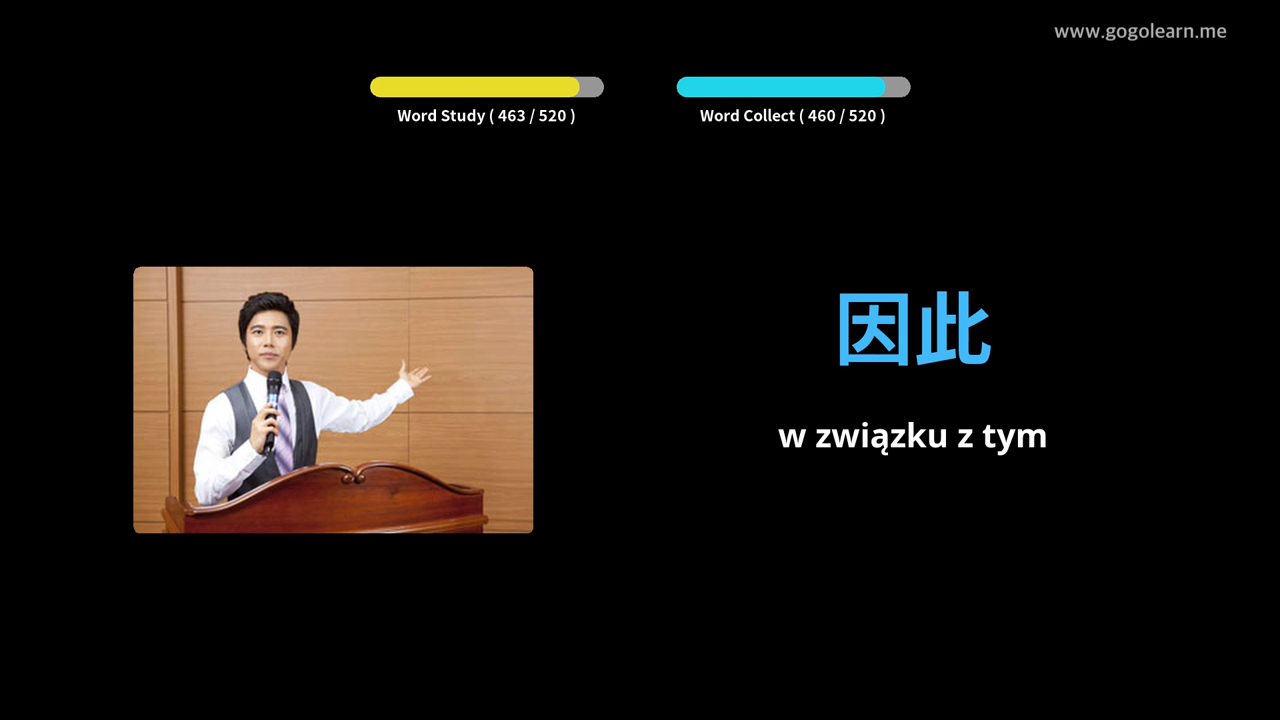 www.gogolearn.me
Word Study ( 463 / 520 )
Word Collect ( 460 / 520 )
因此
w związku z tym